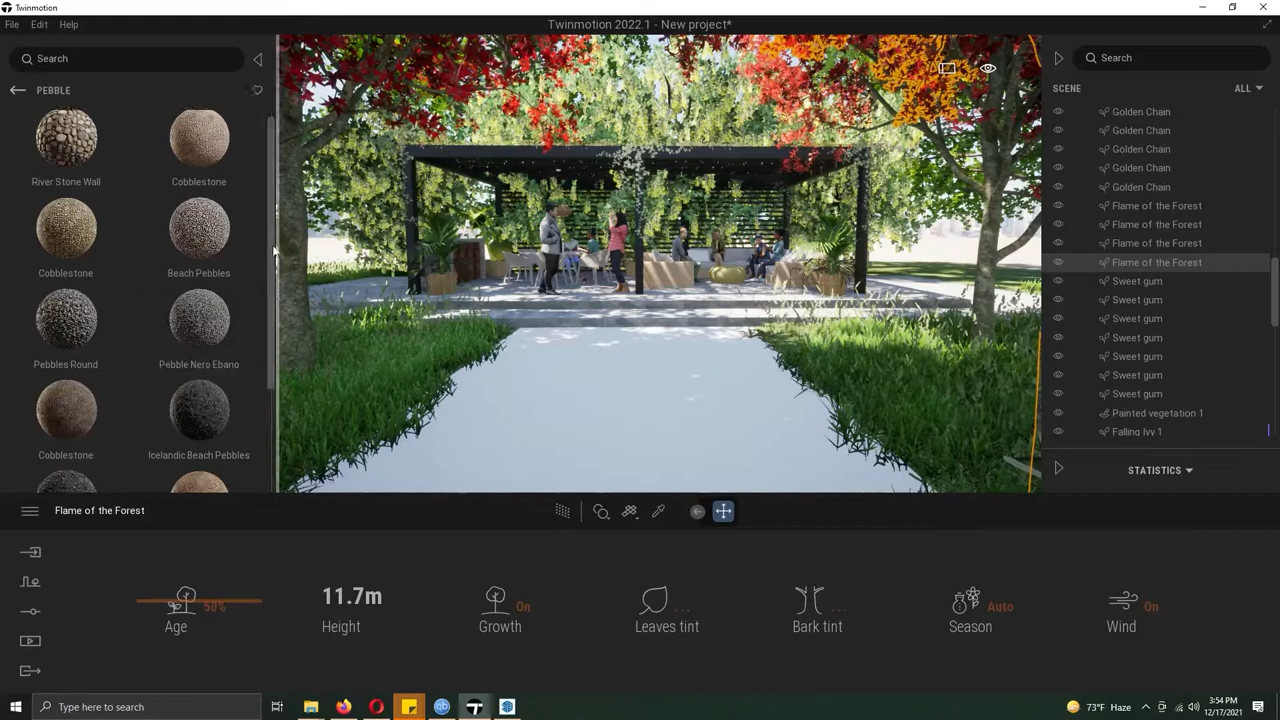 Twinmotion
File Edit Help
Twinmotion 2022.1 - New project*
Search
PEBBLE
River Stone Wall
Cobblestone
Cobblestone
Beach Pebbles
Pebbles Round
Pebble Nero Ebano
Cobblestone
Icelandic Beach Pebbles
Search
SCENE
ALL
Golden Chain
Golden Chain
Golden Chain
Golden Chain
Golden Chain
Flame of the Forest
Flame of the Forest
Flame of the Forest
Flame of the Forest
Sweet gum
Sweet gum
Sweet gum
Sweet gum
Sweet gum
Sweet gum
Sweet gum
Painted vegetation 1
Falling Ivy 1
STATISTICS
Flame of the Forest
50%
Age
11.7m
Height
On
Growth
...
Leaves tint
...
Bark tint
Auto
Season
On
Wind
Type here to search
73°F Haze
3:54 PM
12/17/2021